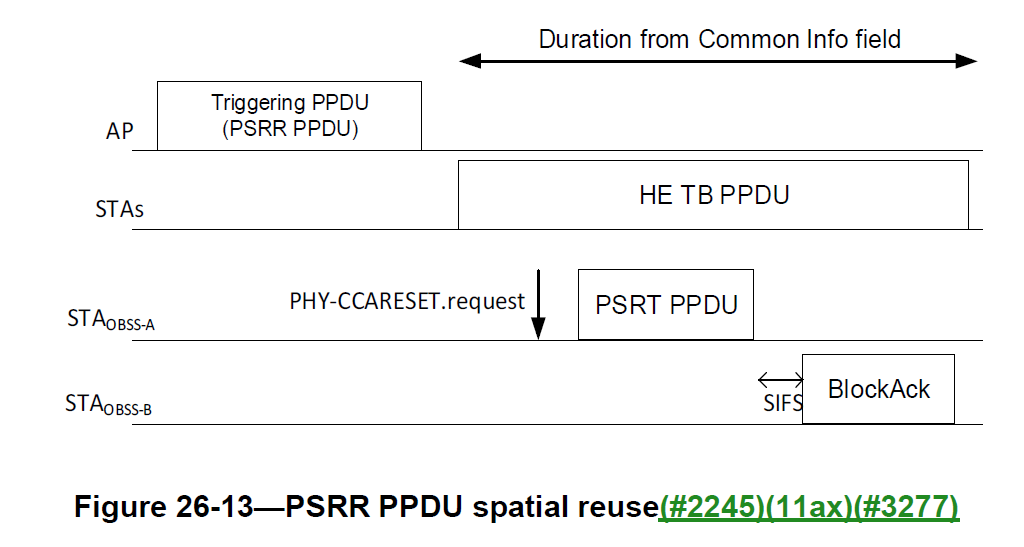 Duration from Common Info field
Triggering PPDU
(PSRR PPDU)
AP
HE TB PPDU
STAs
PHY-CCARESET.request
PSRT PPDU
STAOBSS-A
BlockAck
SIFS
STAOBSS-B
Figure 26-13—PSRR PPDU spatial reuse(#2245)(11ax)(#3277)